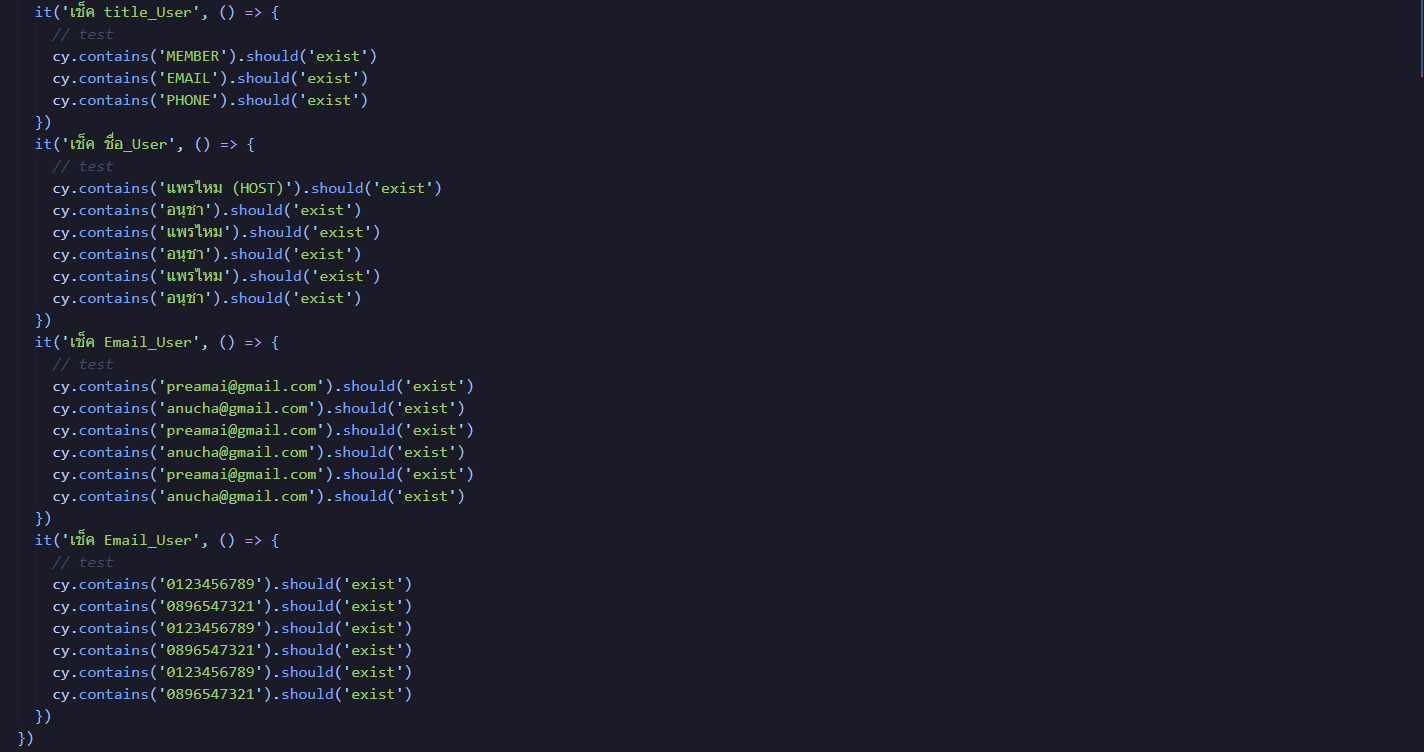 it('เช็ค title_User', () => {
// test
cy.contains('MEMBER').should('exist')
cy.contains('EMAIL').should('exist')
cy.contains('PHONE').should('exist')
})
it('เช็ค ชื่อ_User', () => {
// test
cy.contains('แพรไหม (HOST)').should('exist')
cy.contains('อนุชา').should('exist')
cy.contains('แพรไหม').should('exist')
cy.contains('อนุชา').should('exist')
cy.contains('แพรไหม').should('exist')
cy.contains('อนุชา').should('exist')
})
it('เช็ค Email_User', () => {
// test
cy.contains('preamai@gmail.com').should('exist')
cy.contains('anucha@gmail.com').should('exist')
cy.contains('preamai@gmail.com').should('exist')
cy.contains('anucha@gmail.com').should('exist')
cy.contains('preamai@gmail.com').should('exist')
cy.contains('anucha@gmail.com').should('exist')
})
it('เช็ค Email_User', () => {
// test
cy.contains('0123456789').should('exist')
cy.contains('0896547321').should('exist')
cy.contains('0123456789').should('exist')
cy.contains('0896547321').should('exist')
cy.contains('0123456789').should('exist')
cy.contains('0896547321').should('exist')
})
})